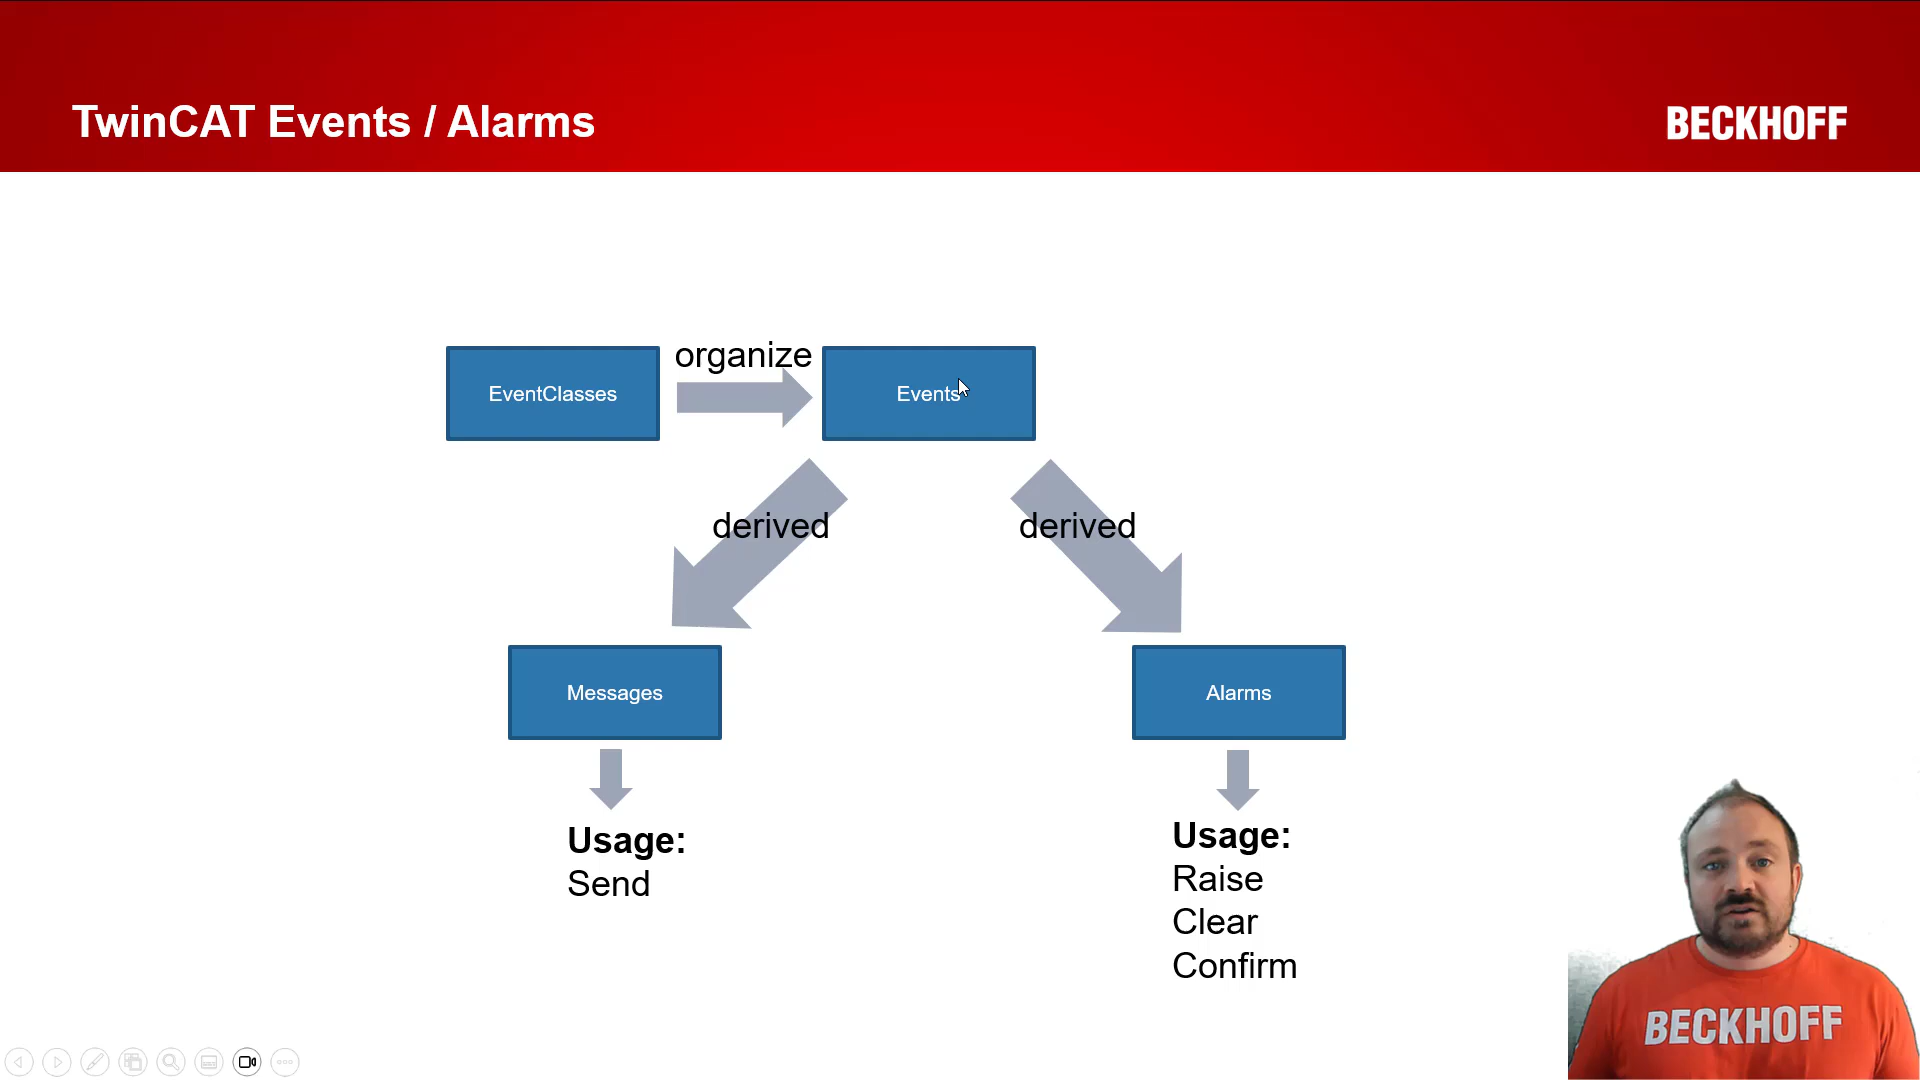 TwinCAT Events / Alarms
BECKHOFF
organize
EventClasses
Events
derived
derived
Messages
Alarms
Usage:
Send
Usage:
Raise
Clear
Confirm
BECKHOFF